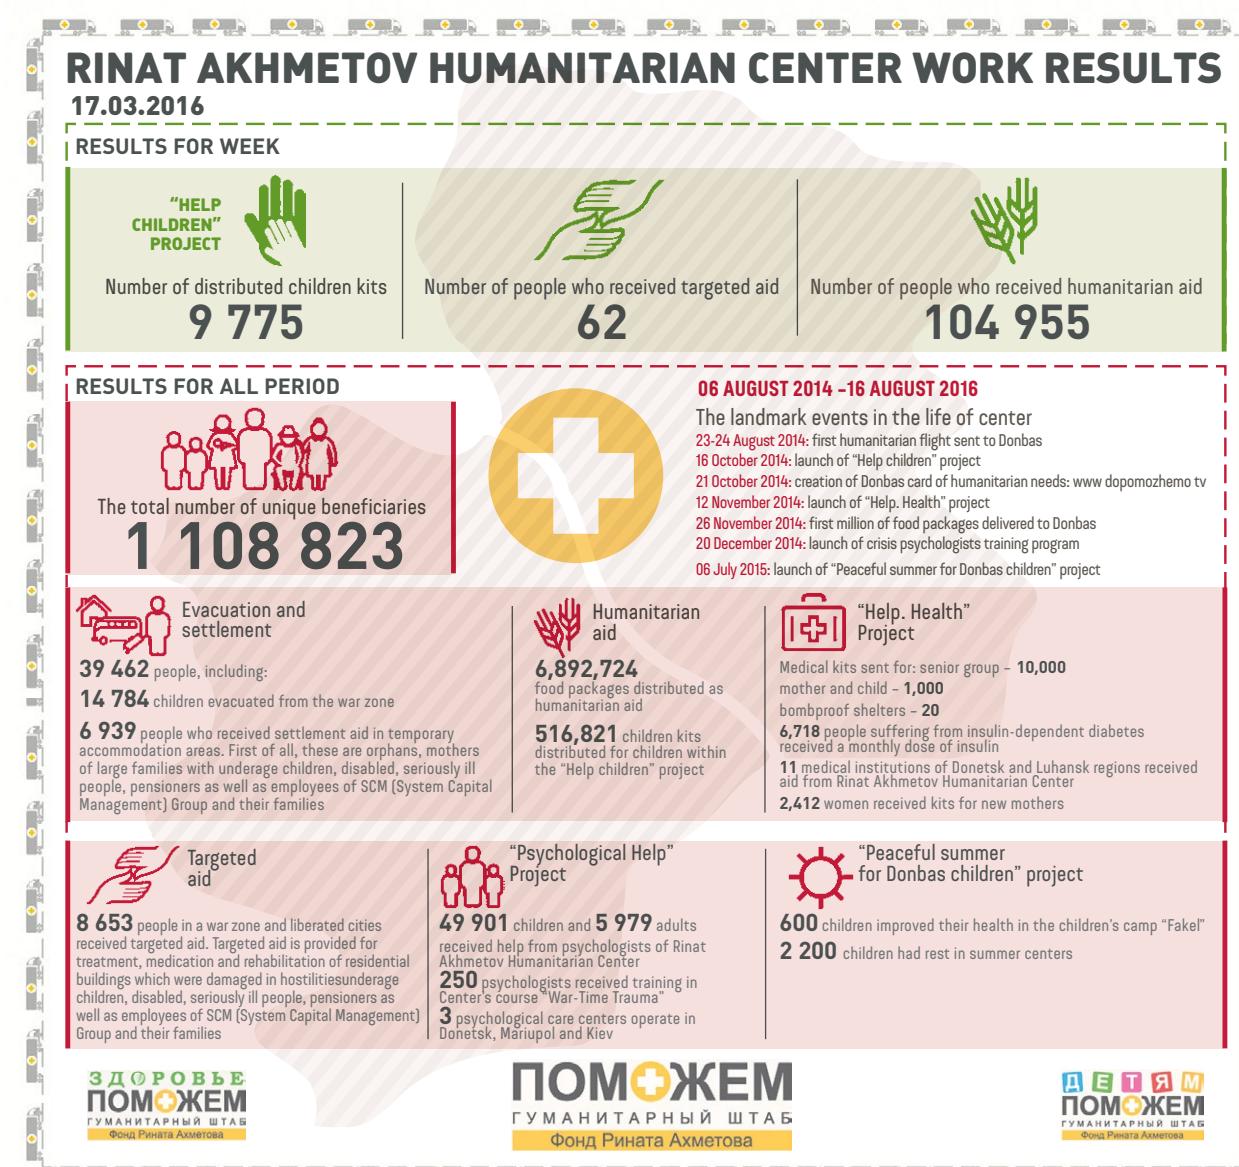 RINAT AKHMETOV HUMANITARIAN CENTER WORK RESULTS
17.03.2016
RESULTS FOR WEEK
“HELP
CHILDREN”
PROJECT
Number of distributed children kits
9 775
Number of people who received targeted aid
62
Number of people who received humanitarian aid
104 955
RESULTS FOR ALL PERIOD
The total number of unique beneficiaries
1 108 823
06 AUGUST 2014 –16 AUGUST 2016
The landmark events in the life of center
23-24 August 2014: first humanitarian flight sent to Donbas
16 October 2014: launch of “Help children” project
21 October 2014: creation of Donbas card of humanitarian needs: www dopomozhemo tv
12 November 2014: launch of “Help. Health” project
26 November 2014: first million of food packages delivered to Donbas
20 December 2014: launch of crisis psychologists training program
06 July 2015: launch of “Peaceful summer for Donbas children” project
Evacuation and
settlement
39 462 people, including:
14 784 children evacuated from the war zone
6 939 people who received settlement aid in temporary
accommodation areas. First of all, these are orphans, mothers
of large families with underage children, disabled, seriously ill
people, pensioners as well as employees of SCM (System Capital
Management) Group and their families
Humanitarian
aid
6,892,724
food packages distributed as
humanitarian aid
516,821 children kits
distributed for children within
the “Help children” project
“Help. Health”
Project
Medical kits sent for: senior group – 10,000
mother and child – 1,000
bombproof shelters – 20
6,718 people suffering from insulin-dependent diabetes
received a monthly dose of insulin
11 medical institutions of Donetsk and Luhansk regions received
aid from Rinat Akhmetov Humanitarian Center
2,412 women received kits for new mothers
Targeted
aid
8 653 people in a war zone and liberated cities
received targeted aid. Targeted aid is provided for
treatment, medication and rehabilitation of residential
buildings which were damaged in hostilitiesunderage
children, disabled, seriously ill people, pensioners as
well as employees of SCM (System Capital Management)
Group and their families
“Psychological Help”
Project
49 901 children and 5 979 adults
received help from psychologists of Rinat
Akhmetov Humanitarian Center
250 psychologists received training in
Center's course “War-Time Trauma”
3 psychological care centers operate in
Donetsk, Mariupol and Kiev
“Peaceful summer
for Donbas children” project
600 children improved their health in the children's camp “Fakel”
2 200 children had rest in summer centers
ЗДОРОВЬЕ
ПОМОЖЕМ
ГУМАНИТАРНЫЙ ШТАБ
Фонд Рината Ахметова
ПОМОЖЕМ
ГУМАНИТАРНЫЙ ШТАБ
Фонд Рината Ахметова
ДЕТЯМ
ПОМОЖЕМ
ГУМАНИТАРНЫЙ ШТАБ
Фонд Рината Ахметова